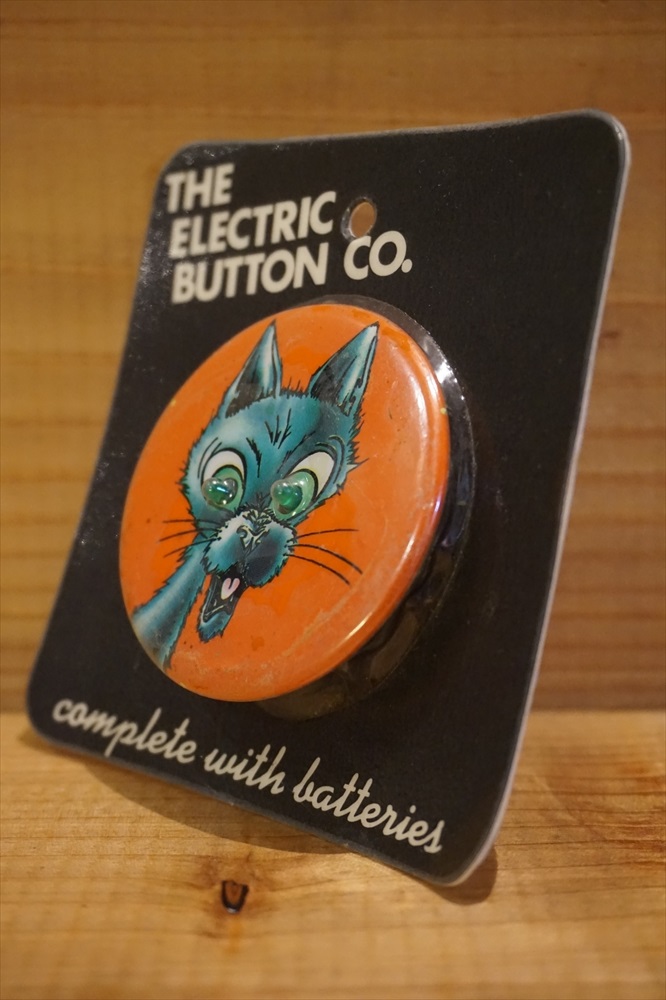 THE
ELECTRIC
BUTTON CO.
complete with batteries